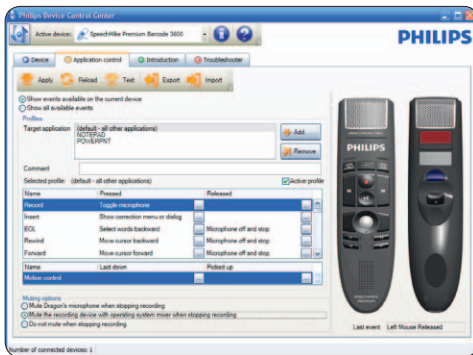 Philips Device Control Center
Active device: SpeechMike Premium Barcode 3600
PHILIPS
Device Application control Introduction Troubleshooter
Apply Reload Test Export Import
Show events available on the current device
Show all available events
Profiles
Target application (default - all other applications)
NOTEPAD
POWERPNT
Add
Remove
Comment
Selected profile: (default - all other applications) Active profile
Name Pressed Released
Record Toggle microphone ...
Insert Show correction menu or dialog ...
EOL Select words backward ... Microphone off and stop ...
Rewind Move cursor backward ... Microphone off and stop ...
Forward Move cursor forward ... Microphone off and stop ...
Name Laid down Picked up
Motion control ... ...
Muting options
Mute Dragon's microphone when stopping recording
Mute the recording device with operating system mixer when stopping recording
Do not mute when stopping recording
PHILIPS
Last event Left Mouse Released
Number of connected devices: 1